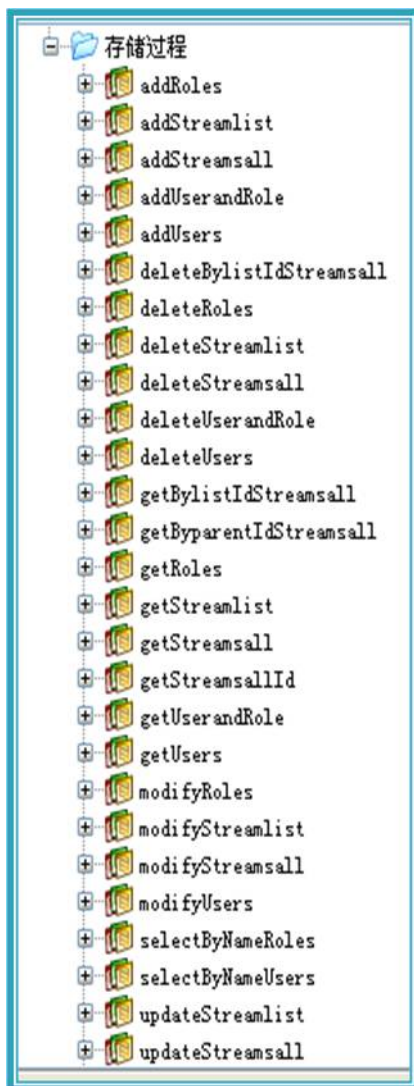 存储过程
addRoles
addStreamlist
addStreamsall
addUserandRole
addUsers
deleteBylistIdStreamsall
deleteRoles
deleteStreamlist
deleteStreamsall
deleteUserandRole
deleteUsers
getBylistIdStreamsall
getByparentIdStreamsall
getRoles
getStreamlist
getStreamsall
getStreamsallId
getUserandRole
getUsers
modifyRoles
modifyStreamlist
modifyStreamsall
modifyUsers
selectByNameRoles
selectByNameUsers
updateStreamlist
updateStreamsall